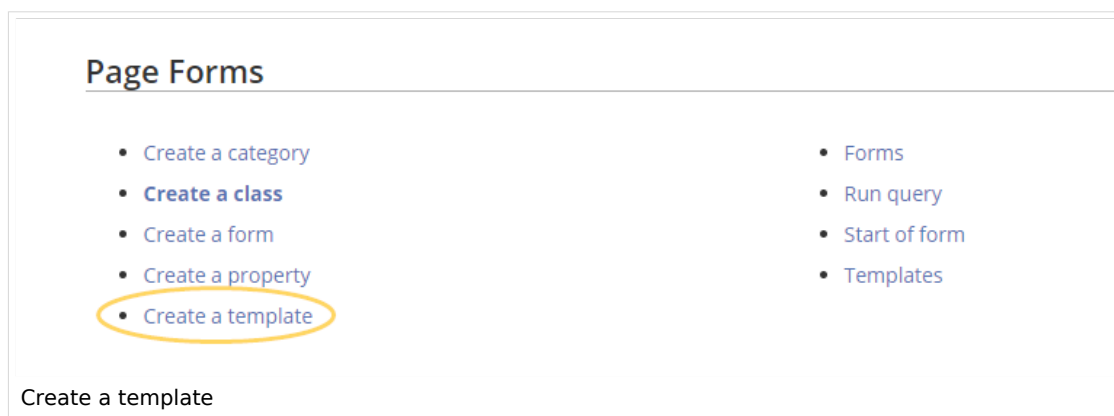 Page Forms
Create a category
Create a class
Create a form
Create a property
Create a template
Forms
Run query
Start of form
Templates
Create a template